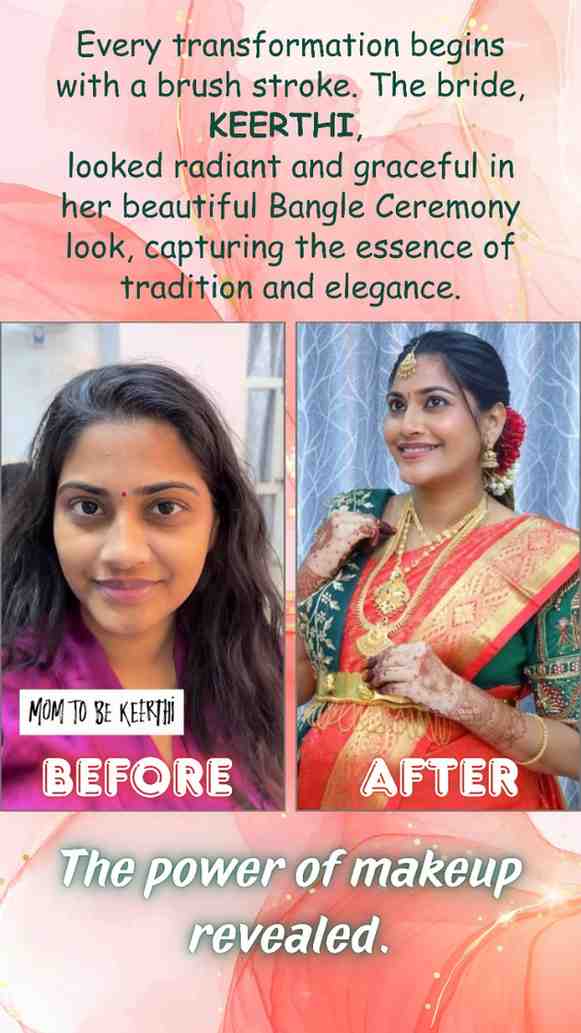 Every transformation begins
with a brush stroke. The bride,
KEERTHI,
looked radiant and graceful in
her beautiful Bangle Ceremony
look, capturing the essence of
tradition and elegance.
MOM TO BE KEERTHI
BEFORE
AFTER
The power of makeup
revealed.